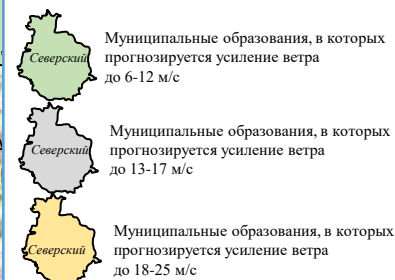 Северский
Муниципальные образования, в которых
прогнозируется усиление ветра
до 6-12 м/с
Северский
Муниципальные образования, в которых
прогнозируется усиление ветра
до 13-17 м/с
Северский
Муниципальные образования, в которых
прогнозируется усиление ветра
до 18-25 м/с